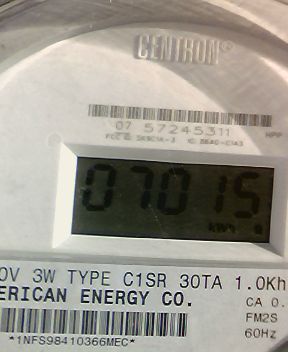 CENTRON®
07 57245311
HPP
07015
kWh
0V 3W TYPE C1SR 30TA 1.0Kh
ERICAN ENERGY CO.
CA 0.
FM2S
60Hz
*1NFS98410366MEC*